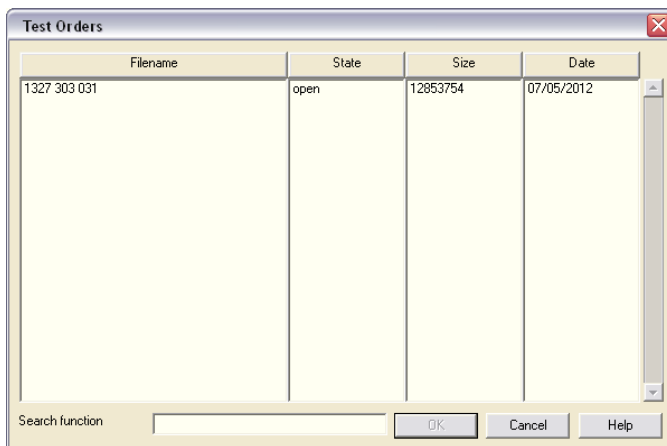 Test Orders
Filename State Size Date
1327 303 031 open 12853754 07/05/2012
Search function OK Cancel Help